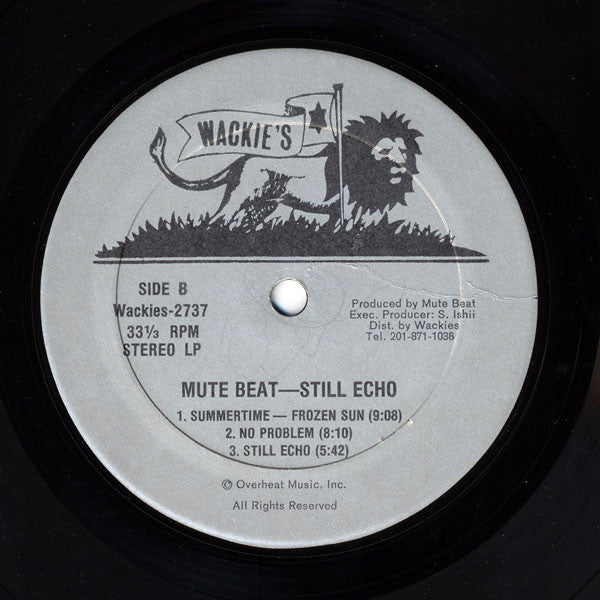 WACKIE'S
SIDE B
Wackies-2737
33⅓ RPM
STEREO LP
Produced by Mute Beat
Exec. Producer: S. Ishii
Dist. by Wackies
Tel. 201-871-1038
MUTE BEAT—STILL ECHO
1. SUMMERTIME — FROZEN SUN (9:08)
2. NO PROBLEM (8:10)
3. STILL ECHO (5:42)
© Overheat Music, Inc.
All Rights Reserved